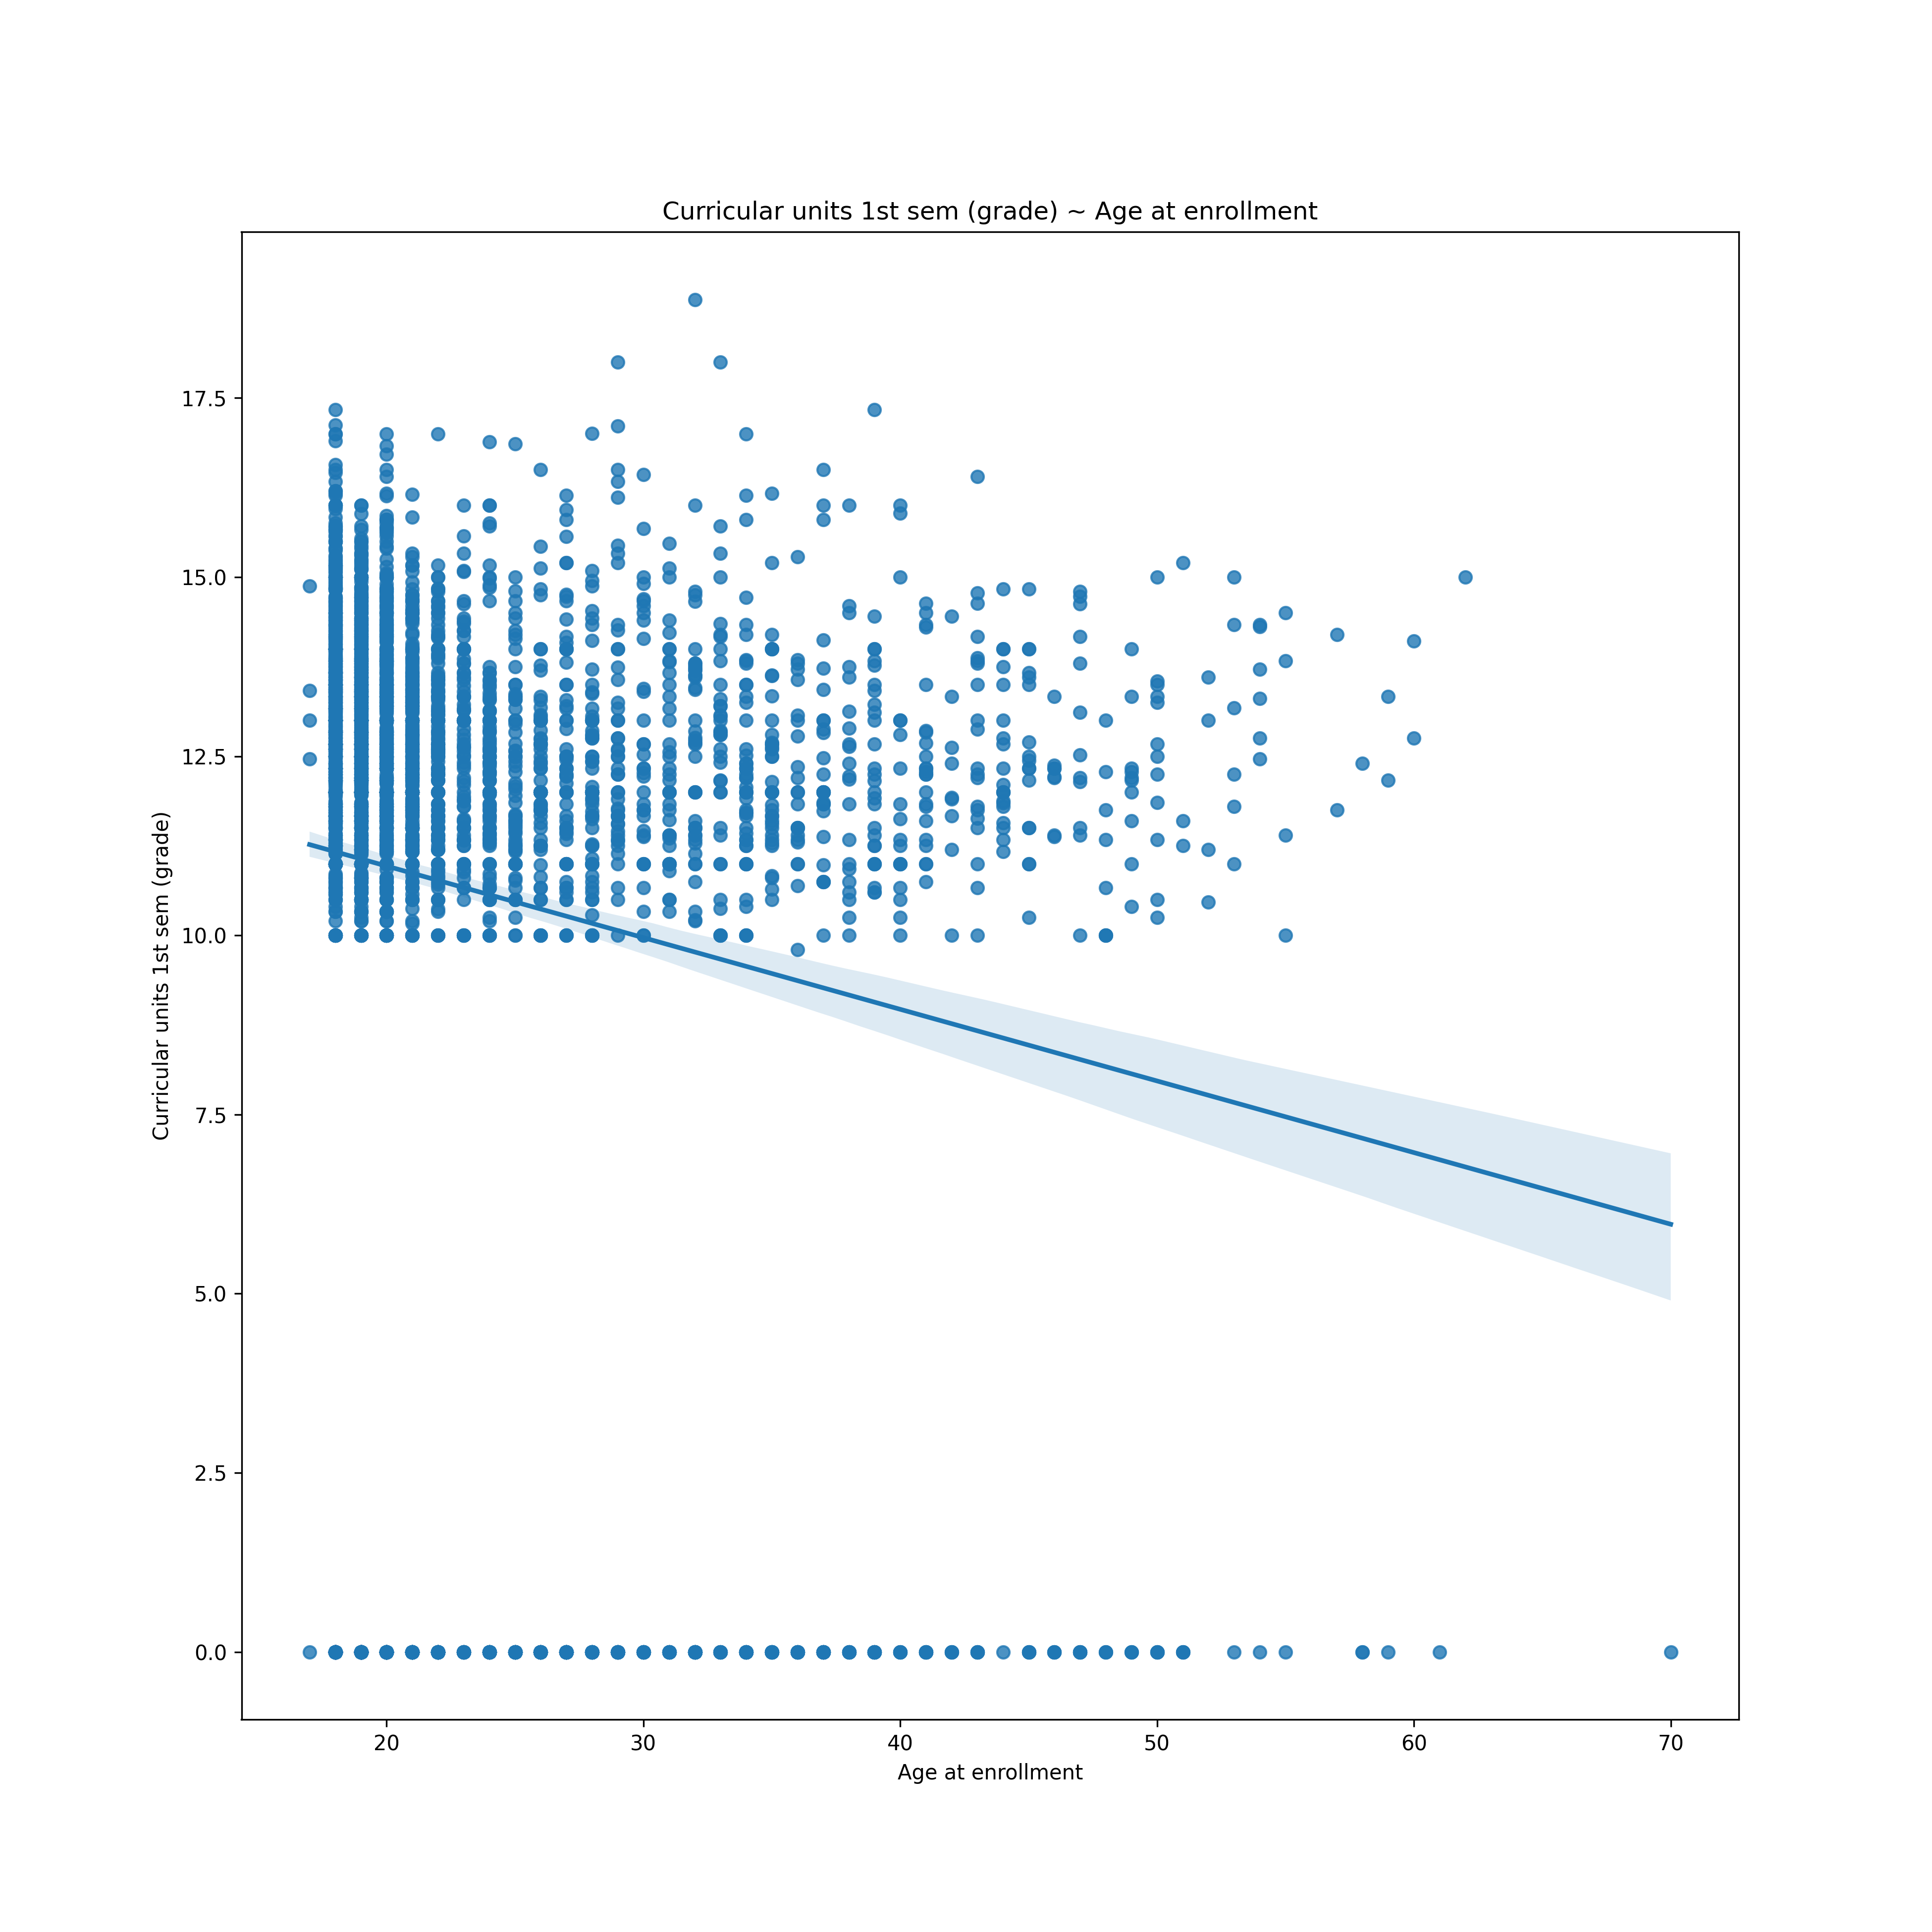 Curricular units 1st sem (grade) ~ Age at enrollment
17.5
15.0
12.5
10.0
7.5
5.0
2.5
0.0
Curricular units 1st sem (grade)
20 30 40 50 60 70
Age at enrollment